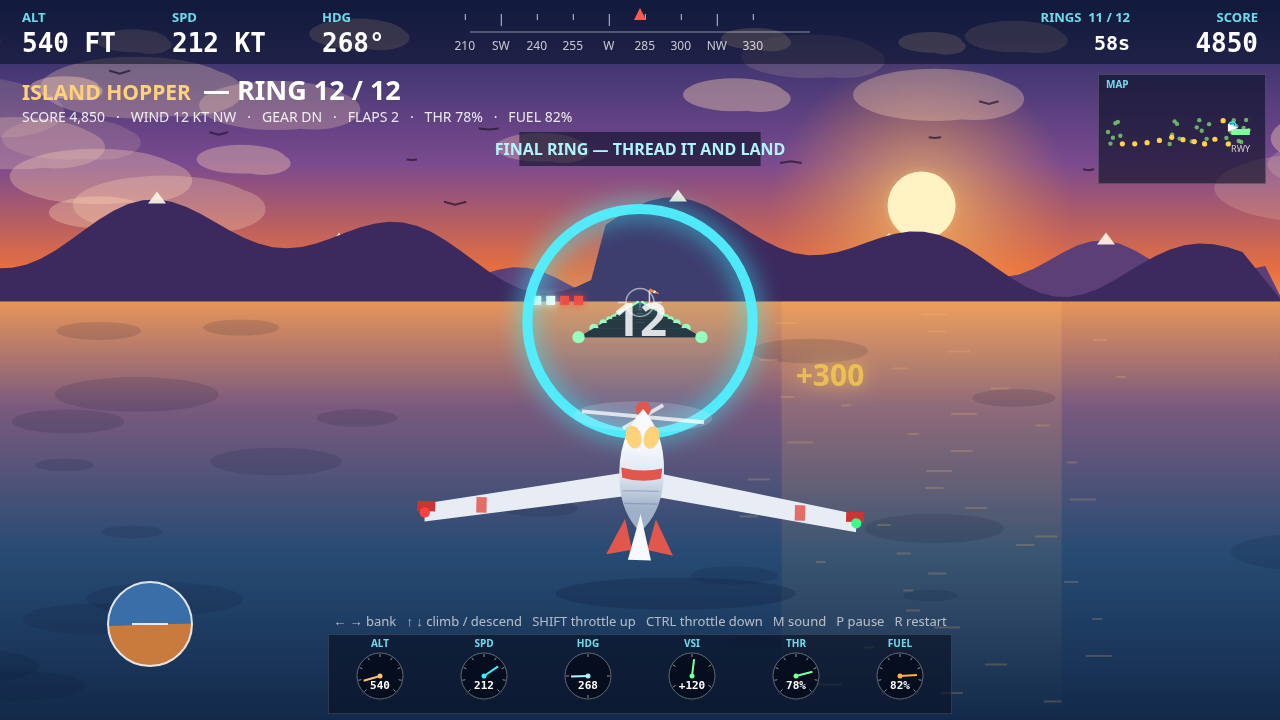 ALT SPD HDG RINGS 11 / 12 SCORE
540 FT 212 KT 268° 58s 4850
210 SW 240 255 W 285 300 NW 330
MAP
ISLAND HOPPER — RING 12 / 12
SCORE 4,850 · WIND 12 KT NW · GEAR DN · FLAPS 2 · THR 78% · FUEL 82%
FINAL RING — THREAD IT AND LAND
RWY
12
+300
← → bank ↑ ↓ climb / descend SHIFT throttle up CTRL throttle down M sound P pause R restart
ALT SPD HDG VSI THR FUEL
540 212 268 +120 78% 82%